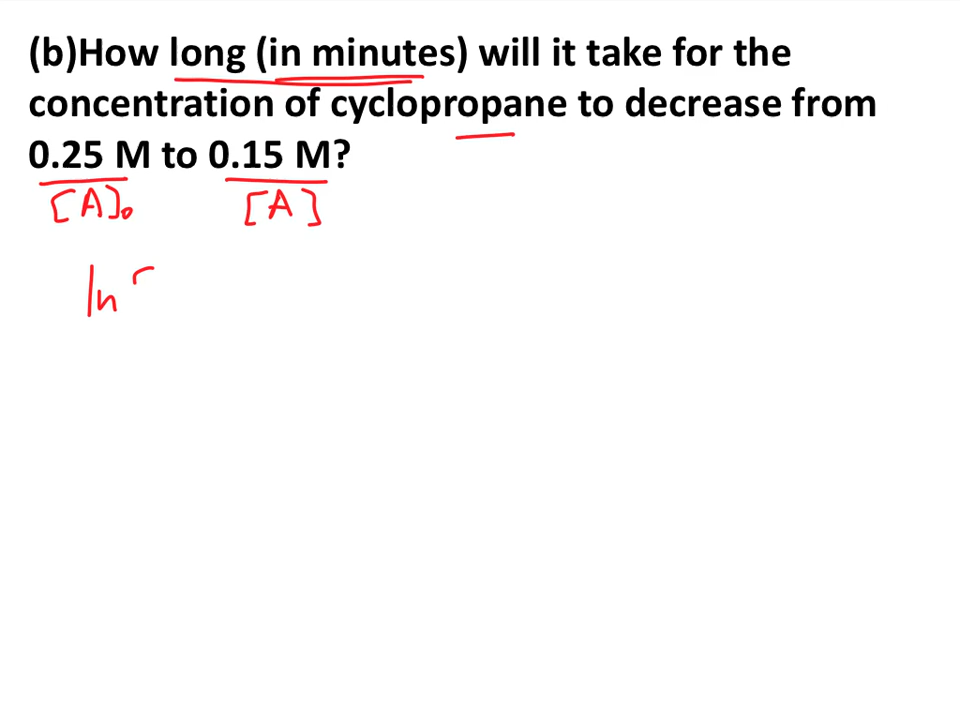 (b)How long (in minutes) will it take for the
concentration of cyclopropane to decrease from
0.25 M to 0.15 M?
[A]₀ [A]
ln